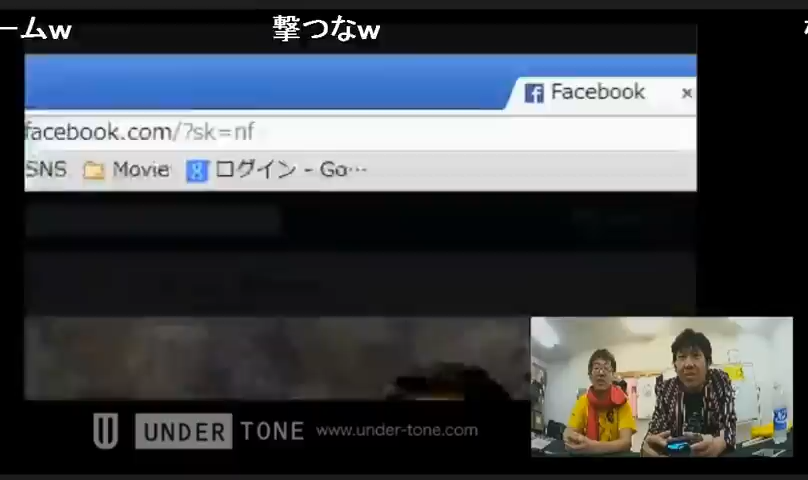 ームw
撃つなw
Facebook ×
facebook.com/?sk=nf
SNS Movie ログイン - Go…
UNDER TONE www.under-tone.com